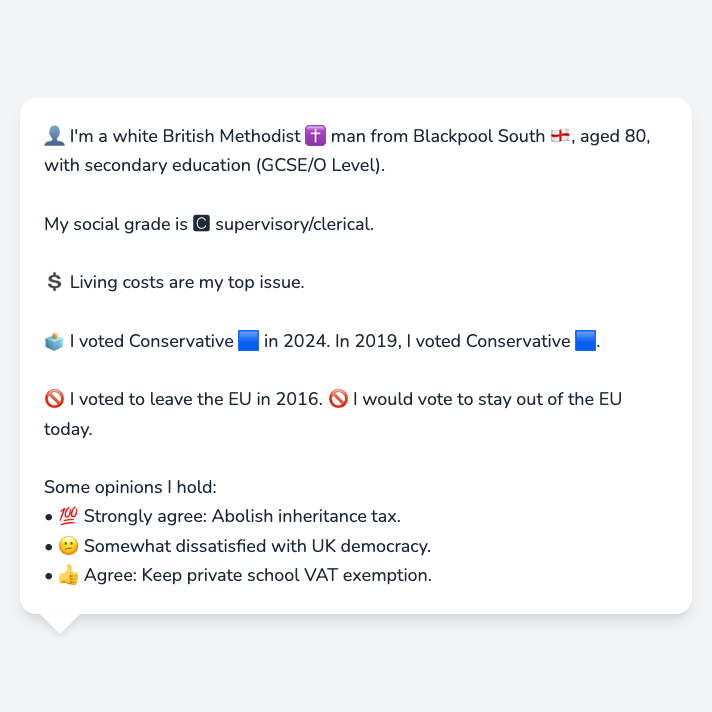 👤 I'm a white British Methodist ✝️ man from Blackpool South 🏴󠁧󠁢󠁥󠁮󠁧󠁿, aged 80,
with secondary education (GCSE/O Level).
My social grade is 🅲 supervisory/clerical.
💲 Living costs are my top issue.
🗳️ I voted Conservative 🟦 in 2024. In 2019, I voted Conservative 🟦.
🚫 I voted to leave the EU in 2016. 🚫 I would vote to stay out of the EU
today.
Some opinions I hold:
• 💯 Strongly agree: Abolish inheritance tax.
• 😕 Somewhat dissatisfied with UK democracy.
• 👍 Agree: Keep private school VAT exemption.